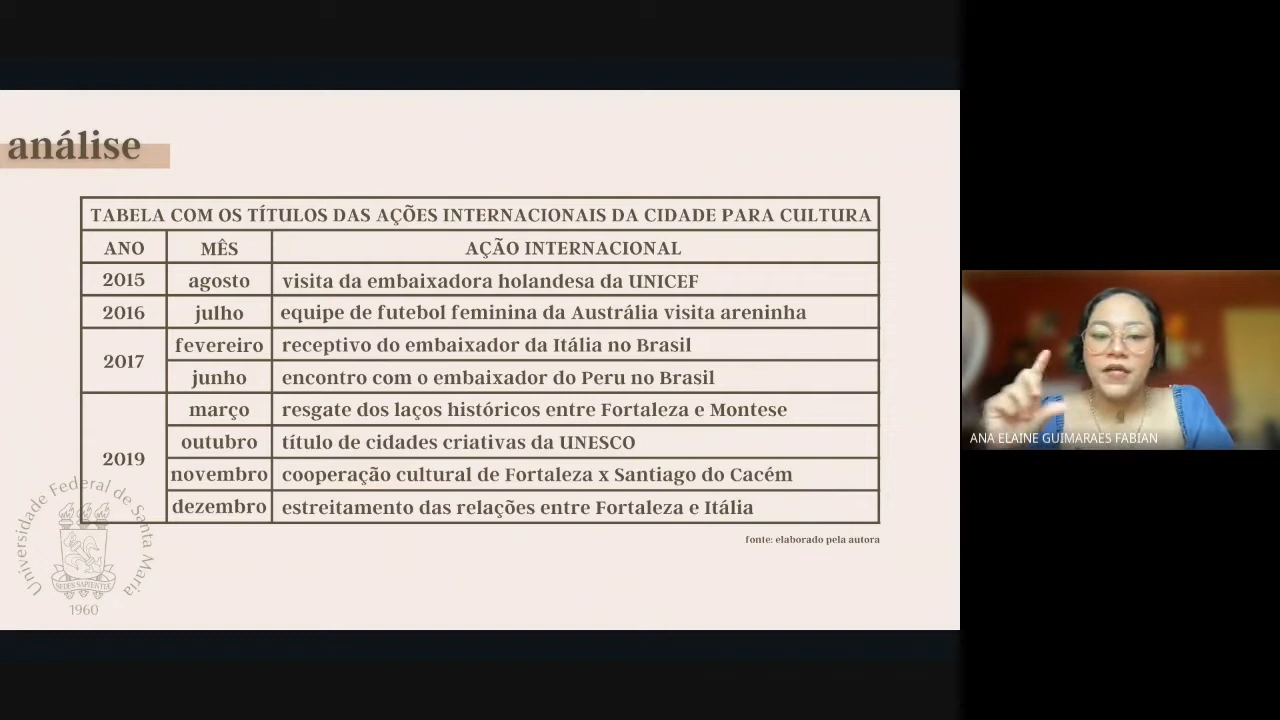 análise
TABELA COM OS TÍTULOS DAS AÇÕES INTERNACIONAIS DA CIDADE PARA CULTURA
ANO MÊS AÇÃO INTERNACIONAL
2015 agosto visita da embaixadora holandesa da UNICEF
2016 julho equipe de futebol feminina da Austrália visita areninha
2017 fevereiro receptivo do embaixador da Itália no Brasil
junho encontro com o embaixador do Peru no Brasil
2019 março resgate dos laços históricos entre Fortaleza e Montese
outubro título de cidades criativas da UNESCO
novembro cooperação cultural de Fortaleza x Santiago do Cacém
dezembro estreitamento das relações entre Fortaleza e Itália
fonte: elaborado pela autora
Universidade Federal de Santa Maria
SEDES SAPIENTIAE
1960
ANA ELAINE GUIMARAES FABIAN